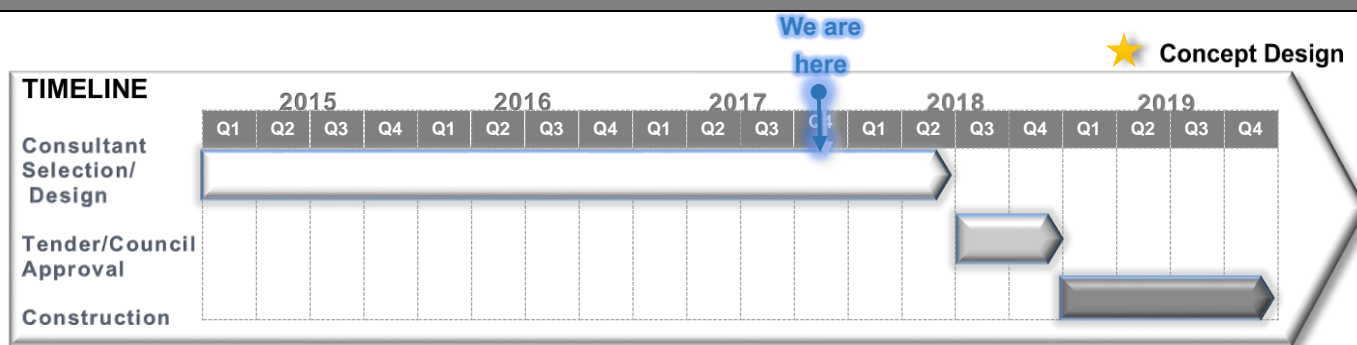 We are
here
Concept Design
TIMELINE
2015 2016 2017 2018 2019
Q1 Q2 Q3 Q4 Q1 Q2 Q3 Q4 Q1 Q2 Q3 Q4 Q1 Q2 Q3 Q4 Q1 Q2 Q3 Q4
Consultant
Selection/
Design
Tender/Council
Approval
Construction